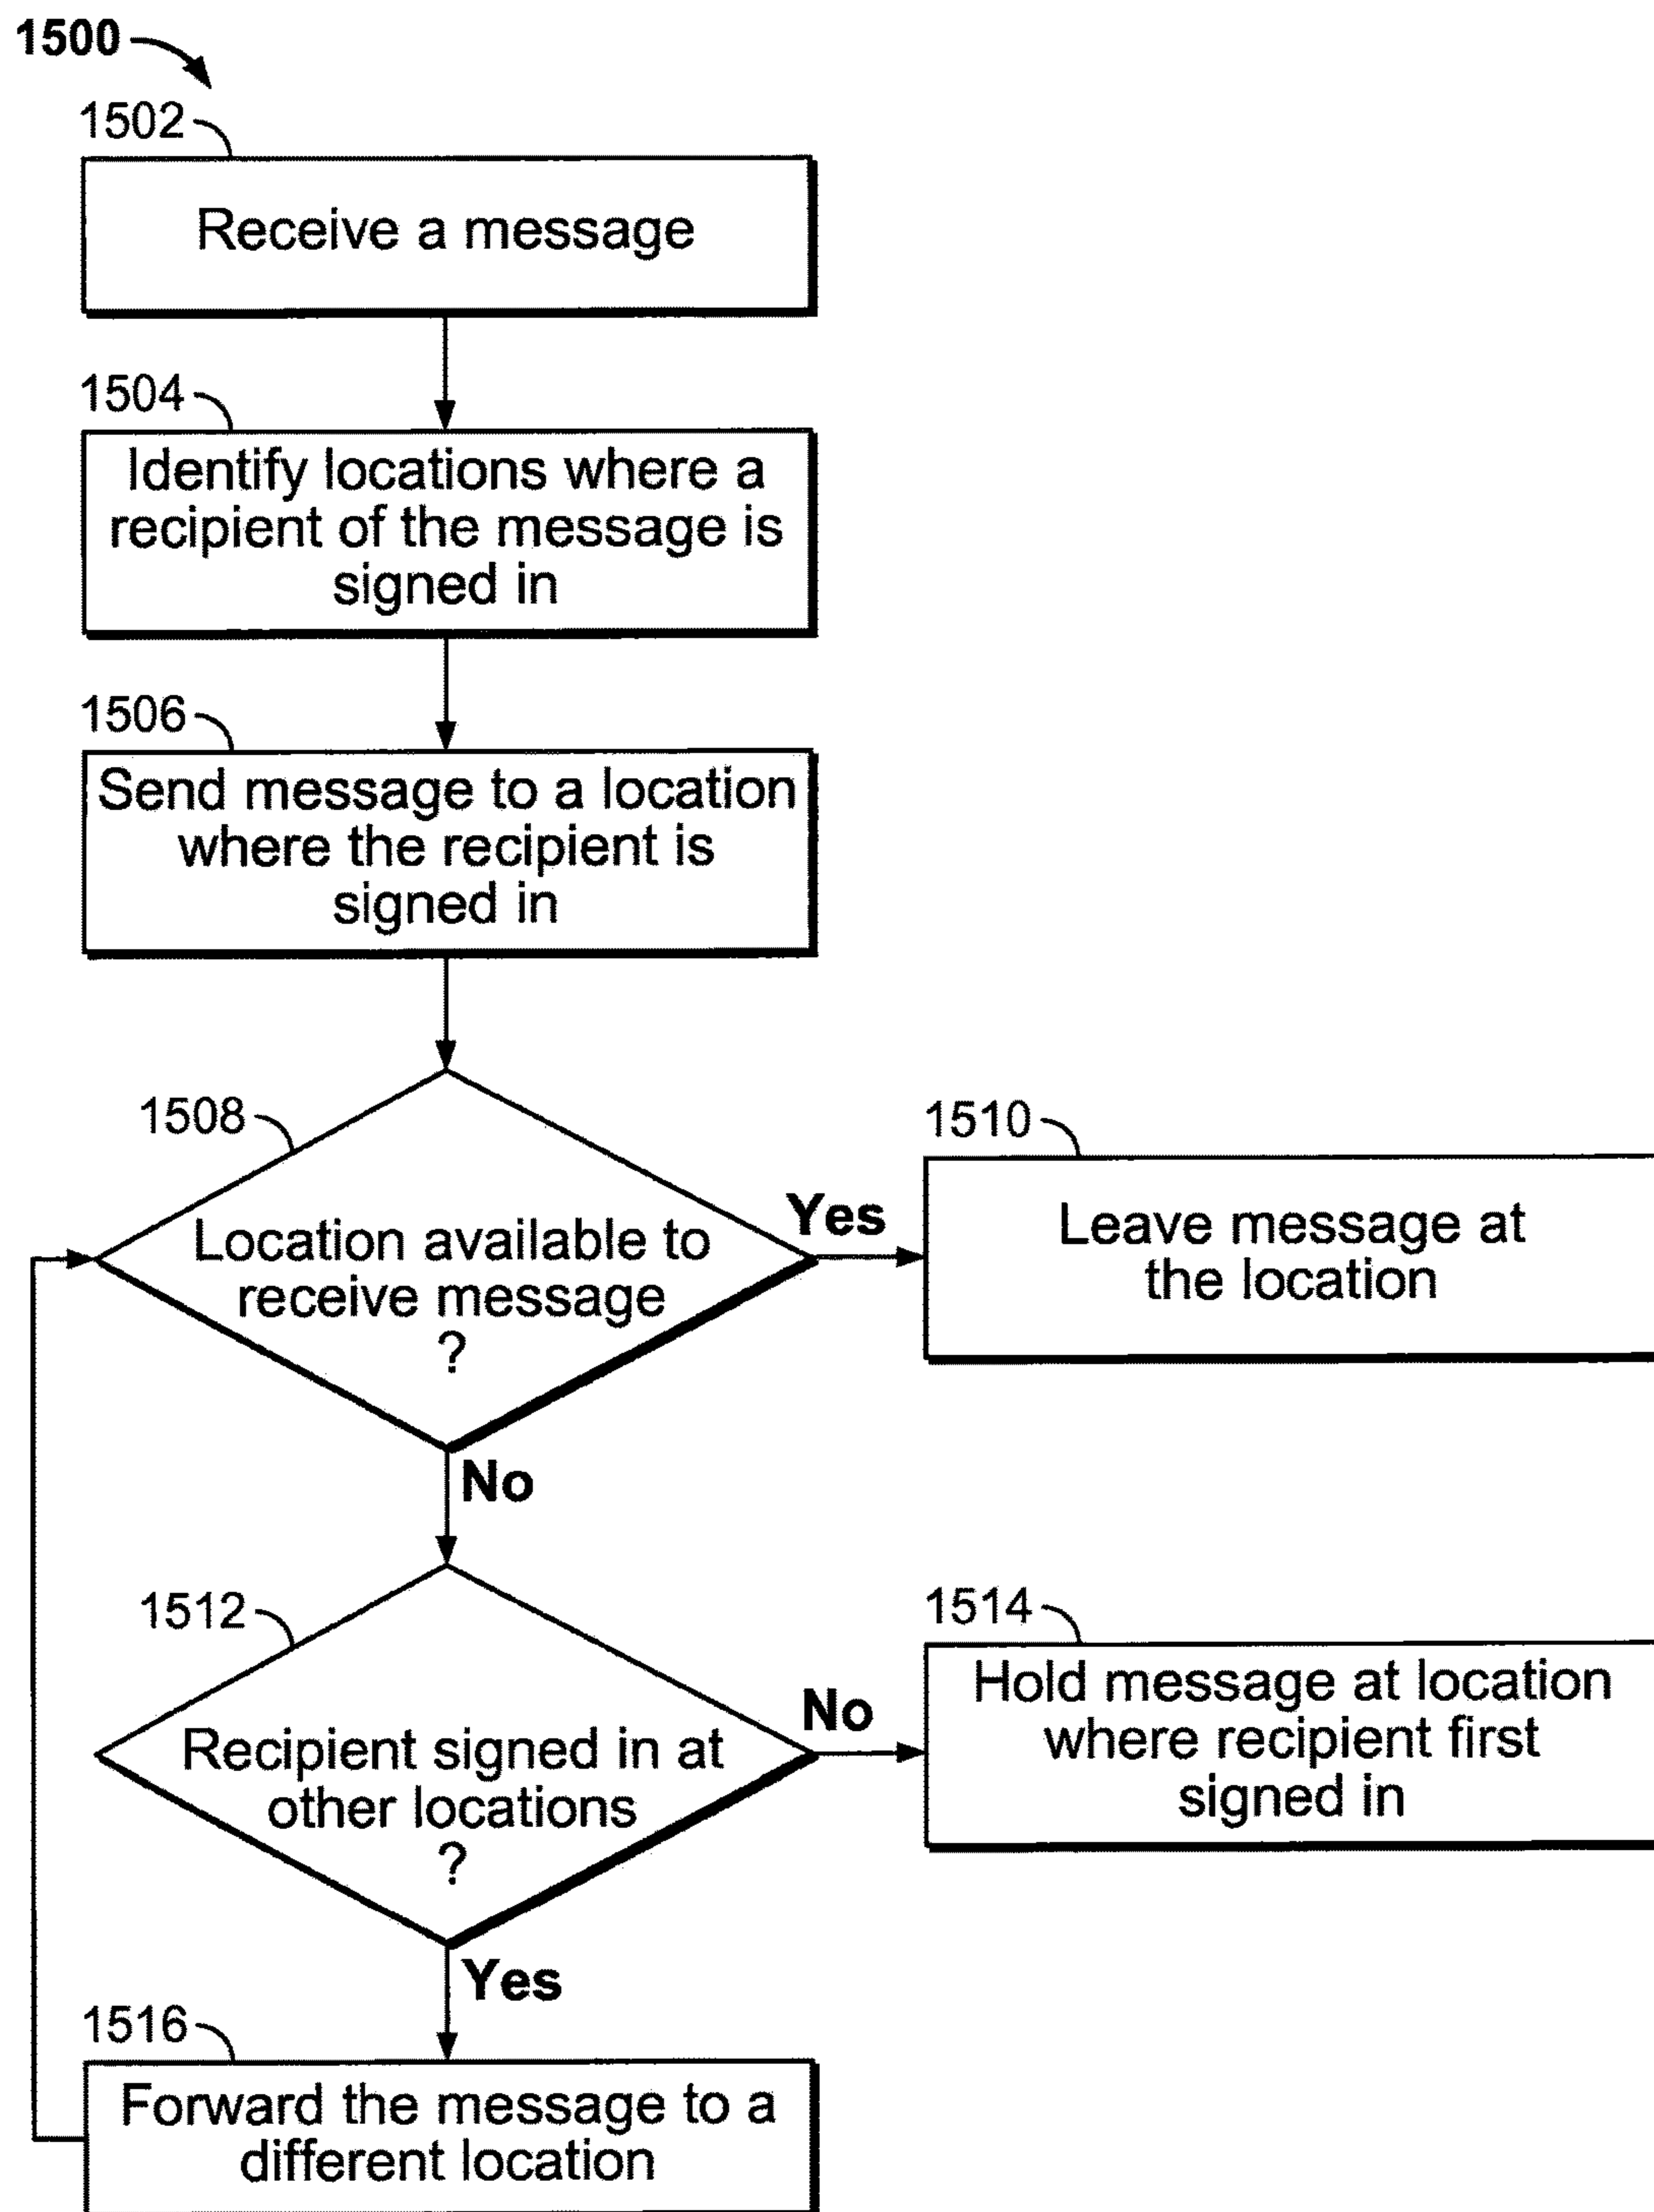 1500
1502
Receive a message
1504
Identify locations where a
recipient of the message is
signed in
1506
Send message to a location
where the recipient is
signed in
1508
Location available to
receive message
?
Yes
1510
Leave message at
the location
No
1512
Recipient signed in at
other locations
?
No
1514
Hold message at location
where recipient first
signed in
Yes
1516
Forward the message to a
different location